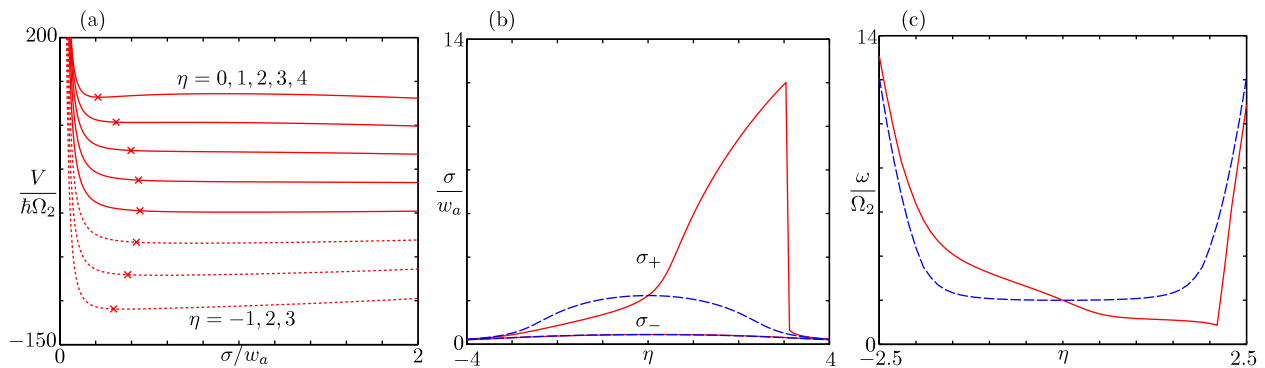 (a)
200
V/ħΩ₂
η = 0, 1, 2, 3, 4
η = −1, 2, 3
−150
0
σ/wₐ
2
(b)
14
σ/wₐ
σ₊
σ₋
0
−4
η
4
(c)
14
ω/Ω₂
0
−2.5
η
2.5